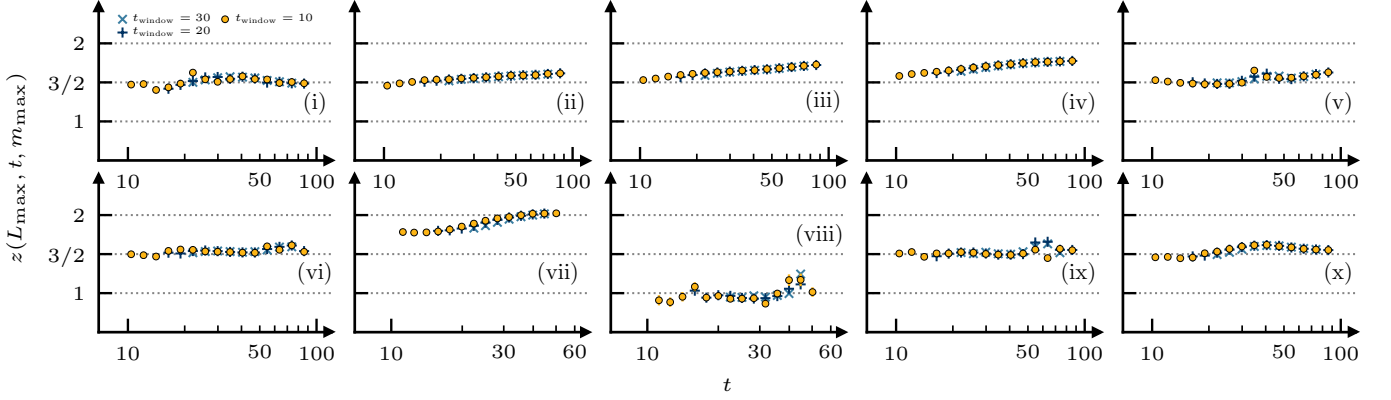 × t_window = 30 ● t_window = 10
+ t_window = 20
z(L_max, t, m_max)
2
3/2
1
(i) (ii) (iii) (iv) (v)
10 50 100 10 50 100 10 50 100 10 50 100 10 50 100
2
3/2
1
(vi) (vii) (viii) (ix) (x)
10 50 100 10 30 60 10 30 60 10 50 100 10 50 100
t